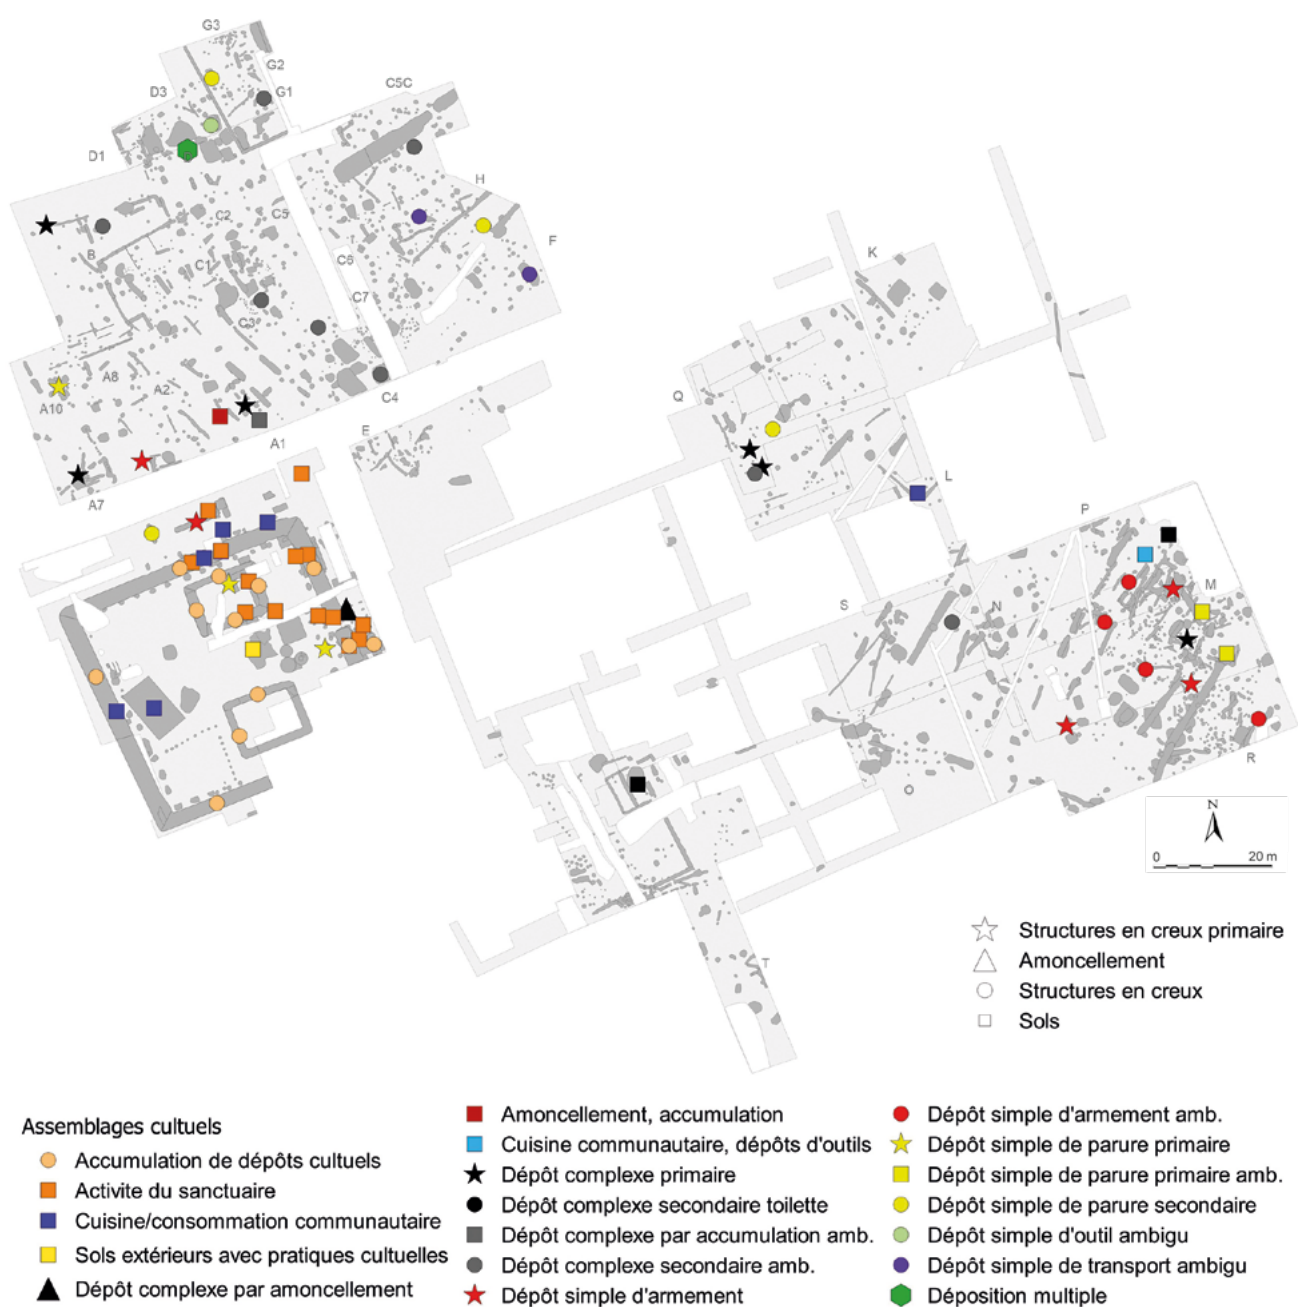 G3
G2
D3
G1
C5C
D1
H
C2
C5
F
B
C1
C6
K
C7
C3
A8
A2
Q
A10
C4
E
A1
L
A7
P
S
N
M
R
O
N
0 20 m
T
Structures en creux primaire
Amoncellement
Structures en creux
Sols
Assemblages cultuels
Accumulation de dépôts cultuels
Activite du sanctuaire
Cuisine/consommation communautaire
Sols extérieurs avec pratiques cultuelles
Dépôt complexe par amoncellement
Amoncellement, accumulation
Cuisine communautaire, dépôts d'outils
Dépôt complexe primaire
Dépôt complexe secondaire toilette
Dépôt complexe par accumulation amb.
Dépôt complexe secondaire amb.
Dépôt simple d'armement
Dépôt simple d'armement amb.
Dépôt simple de parure primaire
Dépôt simple de parure primaire amb.
Dépôt simple de parure secondaire
Dépôt simple d'outil ambigu
Dépôt simple de transport ambigu
Déposition multiple